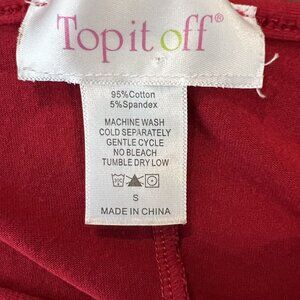 Top it off®
95%Cotton
5%Spandex
MACHINE WASH
COLD SEPARATELY
GENTLE CYCLE
NO BLEACH
TUMBLE DRY LOW
S
MADE IN CHINA